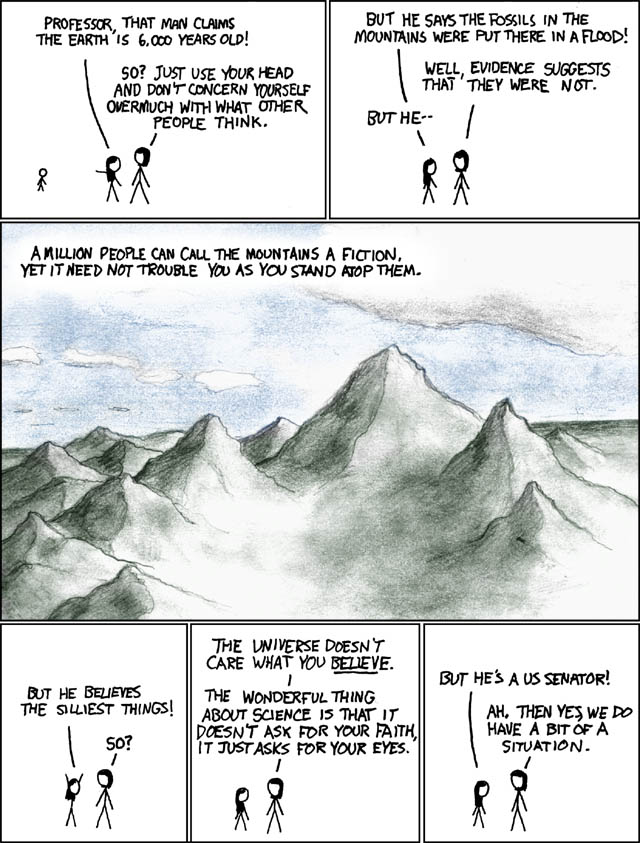 PROFESSOR, THAT MAN CLAIMS
THE EARTH IS 6,000 YEARS OLD!
SO? JUST USE YOUR HEAD
AND DON'T CONCERN YOURSELF
OVERMUCH WITH WHAT OTHER
PEOPLE THINK.
BUT HE SAYS THE FOSSILS IN THE
MOUNTAINS WERE PUT THERE IN A FLOOD!
WELL, EVIDENCE SUGGESTS
THAT THEY WERE NOT.
BUT HE--
A MILLION PEOPLE CAN CALL THE MOUNTAINS A FICTION,
YET IT NEED NOT TROUBLE YOU AS YOU STAND ATOP THEM.
BUT HE BELIEVES
THE SILLIEST THINGS!
SO?
THE UNIVERSE DOESN'T
CARE WHAT YOU BELIEVE.
THE WONDERFUL THING
ABOUT SCIENCE IS THAT IT
DOESN'T ASK FOR YOUR FAITH,
IT JUST ASKS FOR YOUR EYES.
BUT HE'S A US SENATOR!
AH, THEN YES, WE DO
HAVE A BIT OF A
SITUATION.